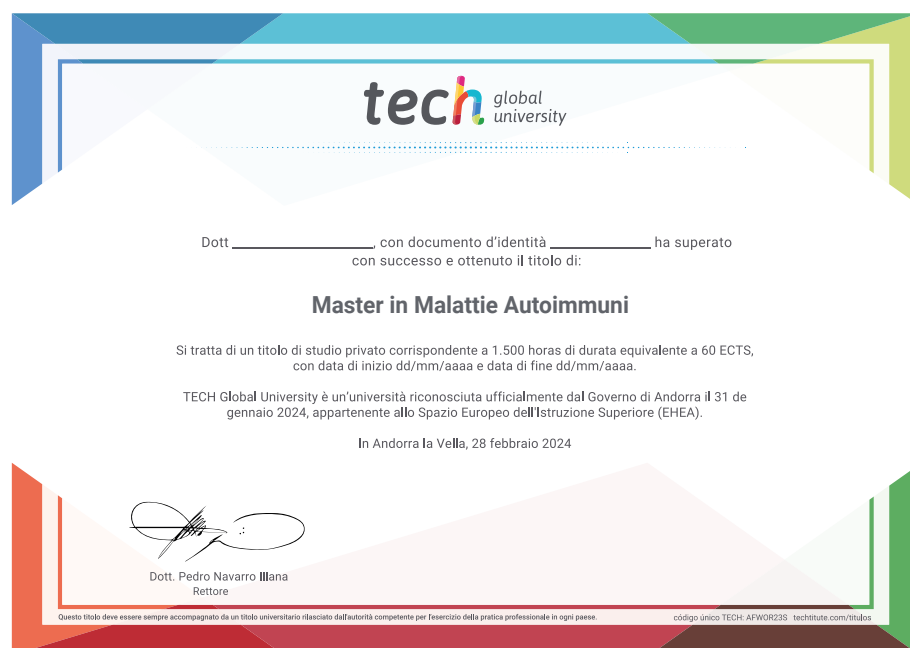 tech global university
Dott ____________________, con documento d'identità ______________ ha superato
con successo e ottenuto il titolo di:
Master in Malattie Autoimmuni
Si tratta di un titolo di studio privato corrispondente a 1.500 horas di durata equivalente a 60 ECTS,
con data di inizio dd/mm/aaaa e data di fine dd/mm/aaaa.
TECH Global University è un'università riconosciuta ufficialmente dal Governo di Andorra il 31 de
gennaio 2024, appartenente allo Spazio Europeo dell'Istruzione Superiore (EHEA).
In Andorra la Vella, 28 febbraio 2024
Dott. Pedro Navarro Illana
Rettore
Questo titolo deve essere sempre accompagnato da un titolo universitario rilasciato dall'autorità competente per l'esercizio della pratica professionale in ogni paese.
código único TECH: AFWOR23S techtitute.com/titulos